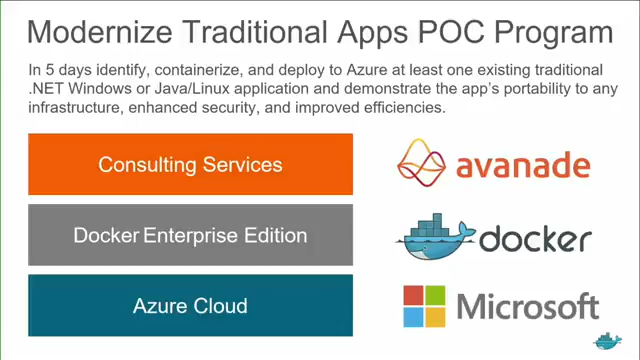 Modernize Traditional Apps POC Program
In 5 days identify, containerize, and deploy to Azure at least one existing traditional
.NET Windows or Java/Linux application and demonstrate the app's portability to any
infrastructure, enhanced security, and improved efficiencies.
Consulting Services
avanade
Docker Enterprise Edition
docker
Azure Cloud
Microsoft